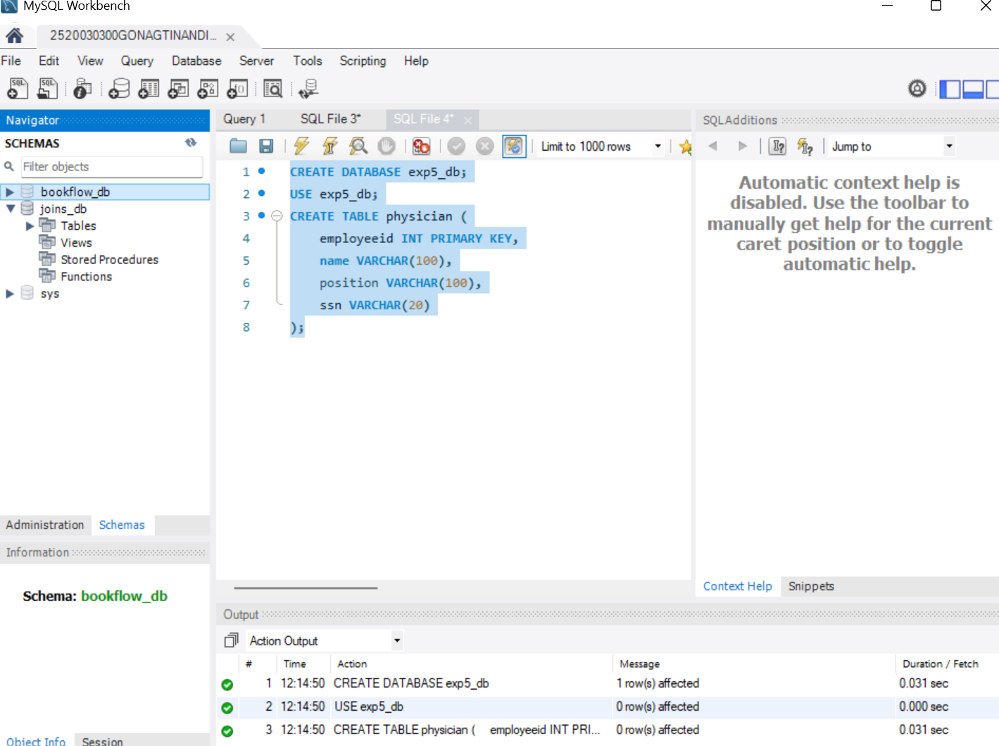 MySQL Workbench
2520030300GONAGTINANDI...
File Edit View Query Database Server Tools Scripting Help
Navigator
SCHEMAS
Filter objects
bookflow_db
joins_db
Tables
Views
Stored Procedures
Functions
sys
Administration Schemas
Information
Schema: bookflow_db
Object Info Session
Query 1 SQL File 3* SQL File 4*
Limit to 1000 rows
1 CREATE DATABASE exp5_db;
2 USE exp5_db;
3 CREATE TABLE physician (
4 employeeid INT PRIMARY KEY,
5 name VARCHAR(100),
6 position VARCHAR(100),
7 ssn VARCHAR(20)
8 );
SQLAdditions
Jump to
Automatic context help is
disabled. Use the toolbar to
manually get help for the current
caret position or to toggle
automatic help.
Context Help Snippets
Output
Action Output
# Time Action Message Duration / Fetch
1 12:14:50 CREATE DATABASE exp5_db 1 row(s) affected 0.031 sec
2 12:14:50 USE exp5_db 0 row(s) affected 0.000 sec
3 12:14:50 CREATE TABLE physician ( employeeid INT PRI... 0 row(s) affected 0.031 sec